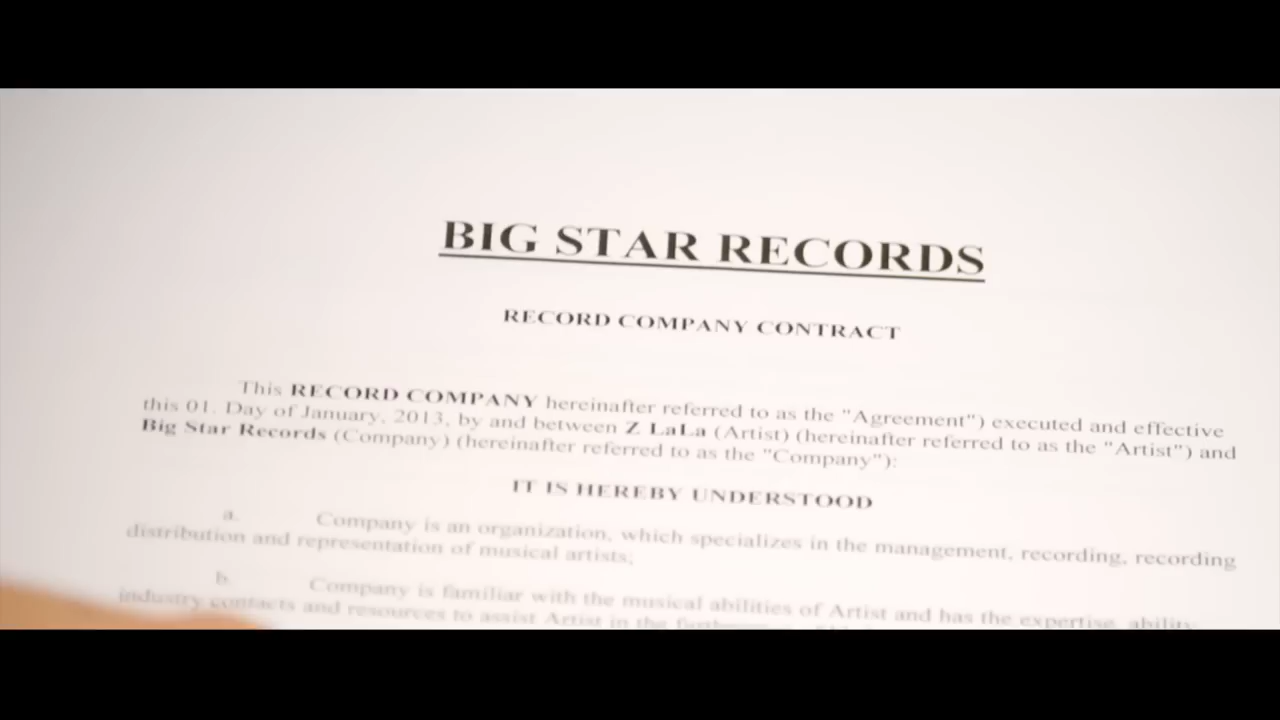 BIG STAR RECORDS
RECORD COMPANY CONTRACT
This RECORD COMPANY hereinafter referred to as the "Agreement") executed and effective
this 01. Day of January, 2013, by and between Z LaLa (Artist) (hereinafter referred to as the "Artist") and
Big Star Records (Company) (hereinafter referred to as the "Company"):
IT IS HEREBY UNDERSTOOD
a. Company is an organization, which specializes in the management, recording, recording
distribution and representation of musical artists;
b. Company is familiar with the musical abilities of Artist and has the expertise, ability,
industry contacts and resources to assist Artist in the